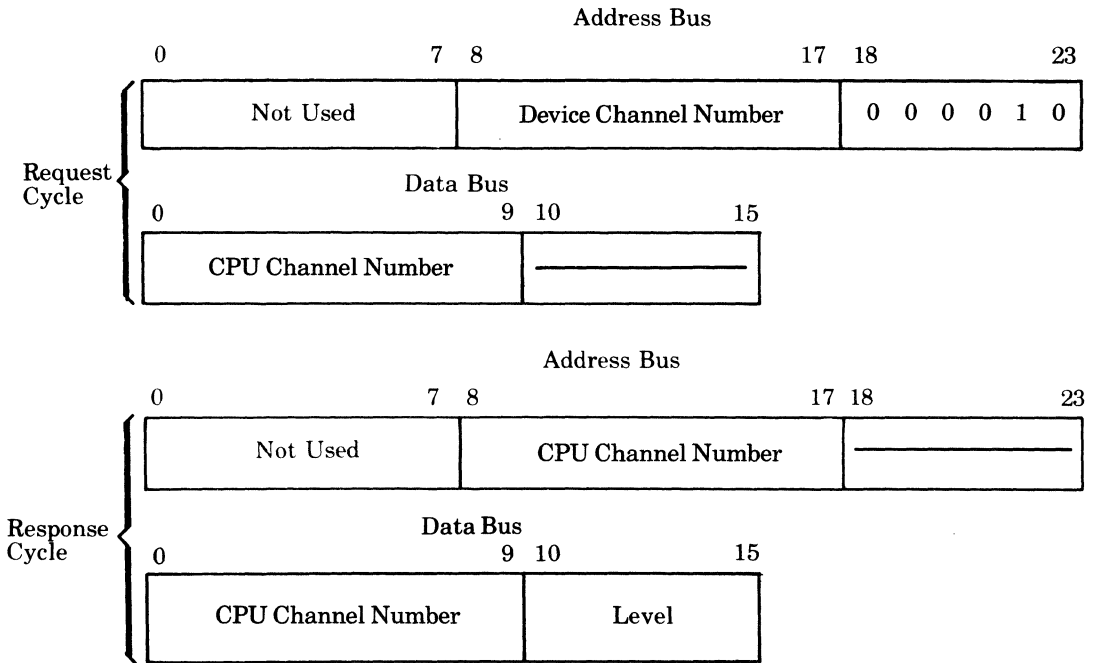 Address Bus
0 7 8 17 18 23
Not Used Device Channel Number 0 0 0 0 1 0
Request
Cycle
Data Bus
0 9 10 15
CPU Channel Number
Address Bus
0 7 8 17 18 23
Not Used CPU Channel Number
Response
Cycle
Data Bus
0 9 10 15
CPU Channel Number Level